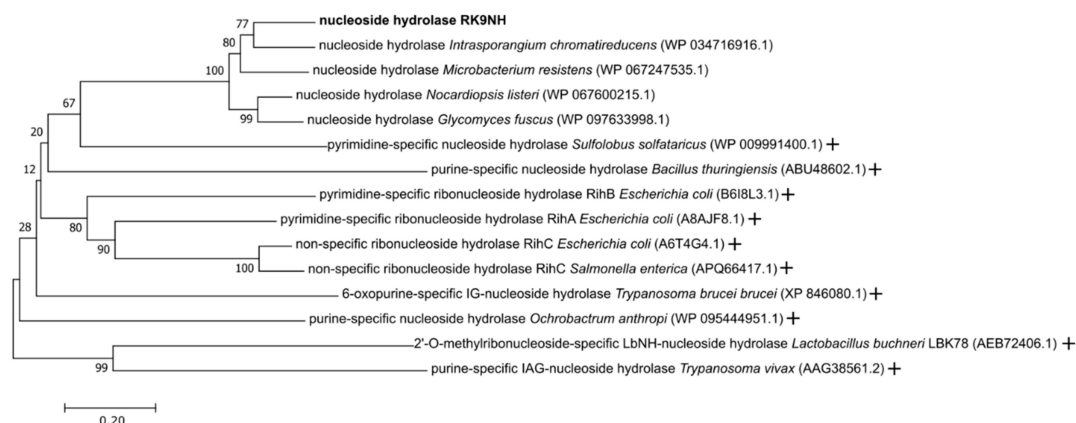 77
nucleoside hydrolase RK9NH
80
nucleoside hydrolase Intrasporangium chromatireducens (WP 034716916.1)
100
nucleoside hydrolase Microbacterium resistens (WP 067247535.1)
nucleoside hydrolase Nocardiopsis listeri (WP 067600215.1)
67
99
nucleoside hydrolase Glycomyces fuscus (WP 097633998.1)
20
pyrimidine-specific nucleoside hydrolase Sulfolobus solfataricus (WP 009991400.1) +
12
purine-specific nucleoside hydrolase Bacillus thuringiensis (ABU48602.1) +
pyrimidine-specific ribonucleoside hydrolase RihB Escherichia coli (B6I8L3.1) +
28
80
pyrimidine-specific ribonucleoside hydrolase RihA Escherichia coli (A8AJF8.1) +
90
non-specific ribonucleoside hydrolase RihC Escherichia coli (A6T4G4.1) +
100
non-specific ribonucleoside hydrolase RihC Salmonella enterica (APQ66417.1) +
6-oxopurine-specific IG-nucleoside hydrolase Trypanosoma brucei brucei (XP 846080.1) +
purine-specific nucleoside hydrolase Ochrobactrum anthropi (WP 095444951.1) +
2'-O-methylribonucleoside-specific LbNH-nucleoside hydrolase Lactobacillus buchneri LBK78 (AEB72406.1) +
99
purine-specific IAG-nucleoside hydrolase Trypanosoma vivax (AAG38561.2) +
0.20